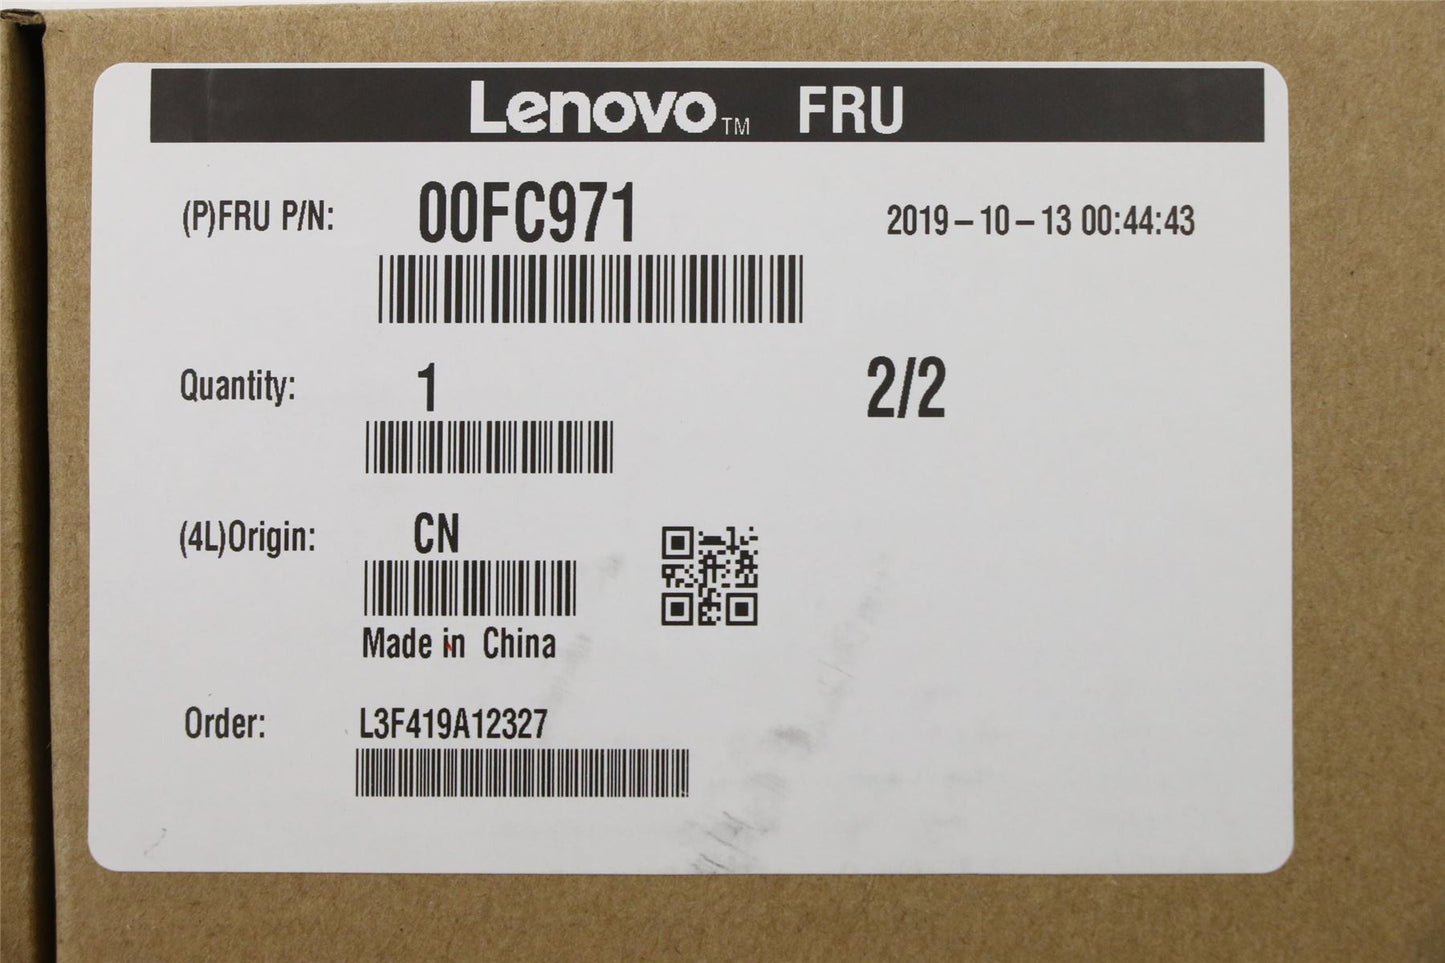 Lenovo™ FRU
(P)FRU P/N: 00FC971 2019-10-13 00:44:43
Quantity: 1 2/2
(4L)Origin: CN
Made in China
Order: L3F419A12327